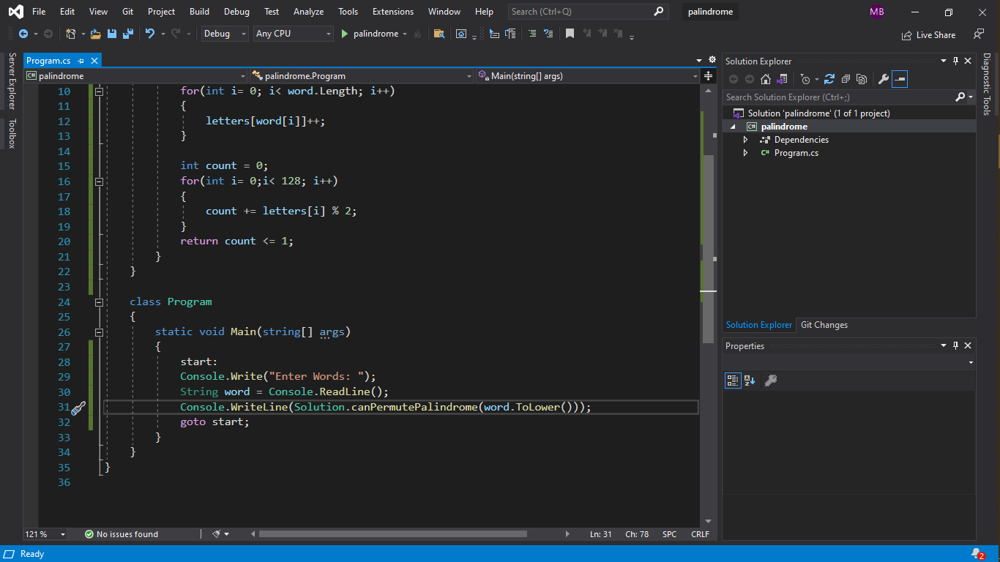 File Edit View Git Project Build Debug Test Analyze Tools Extensions Window Help Search (Ctrl+Q) palindrome MB
Debug Any CPU palindrome Live Share
Server Explorer
Toolbox
Program.cs
palindrome palindrome.Program Main(string[] args)
10 for(int i= 0; i< word.Length; i++)
11 {
12 letters[word[i]]++;
13 }
14
15 int count = 0;
16 for(int i= 0;i< 128; i++)
17 {
18 count += letters[i] % 2;
19 }
20 return count <= 1;
21 }
22 }
23
24 class Program
25 {
26 static void Main(string[] args)
27 {
28 start:
29 Console.Write("Enter Words: ");
30 String word = Console.ReadLine();
31 Console.WriteLine(Solution.canPermutePalindrome(word.ToLower()));
32 goto start;
33 }
34 }
35 }
36
121 % No issues found Ln: 31 Ch: 78 SPC CRLF
Solution Explorer
Search Solution Explorer (Ctrl+;)
Solution 'palindrome' (1 of 1 project)
C# palindrome
Dependencies
C# Program.cs
Solution Explorer Git Changes
Properties
Diagnostic Tools
Ready 2